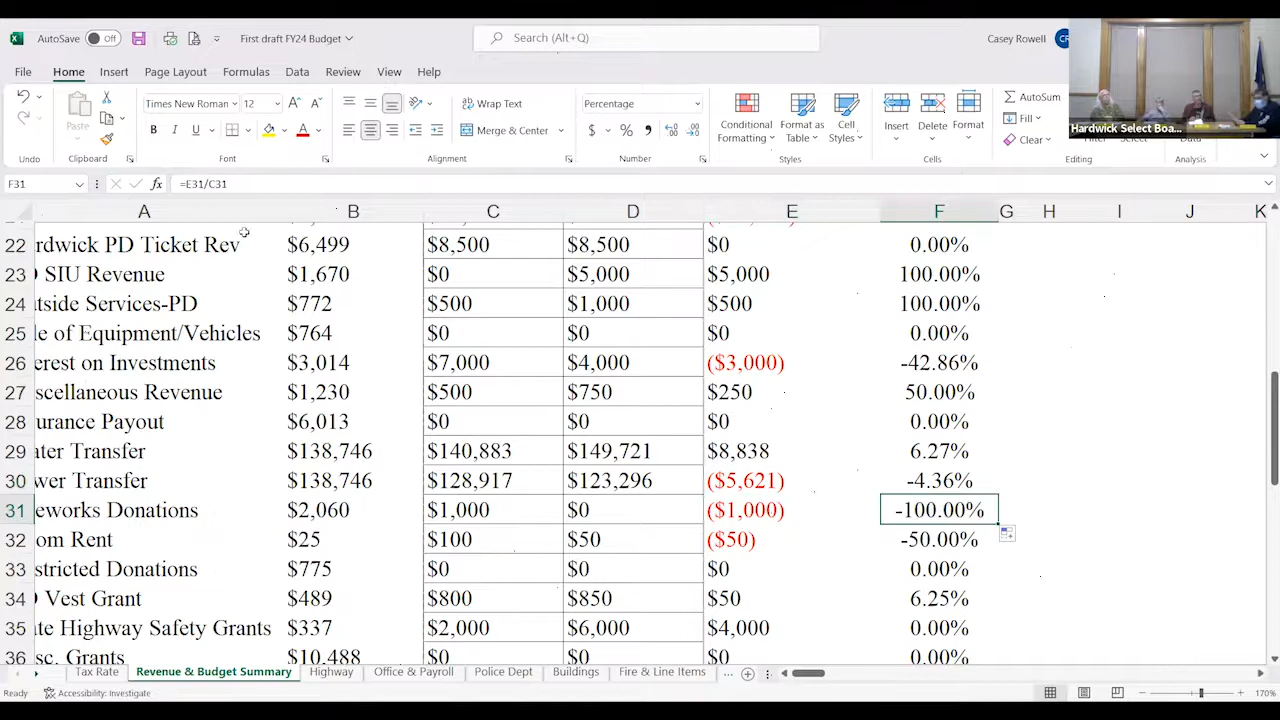 AutoSave Off First draft FY24 Budget Search (Alt+Q) Casey Rowell CR
File Home Insert Page Layout Formulas Data Review View Help
Hardwick Select Boa...
Times New Roman 12 Wrap Text Percentage AutoSum
Paste Merge & Center Conditional Formatting Format as Table Cell Styles Insert Delete Format Fill Clear
Undo Clipboard Font Alignment Number Styles Cells Editing Analysis
F31 fx =E31/C31
A B C D E F G H I J K
22 rdwick PD Ticket Rev $6,499 $8,500 $8,500 $0 0.00%
23 SIU Revenue $1,670 $0 $5,000 $5,000 100.00%
24 tside Services-PD $772 $500 $1,000 $500 100.00%
25 le of Equipment/Vehicles $764 $0 $0 $0 0.00%
26 erest on Investments $3,014 $7,000 $4,000 ($3,000) -42.86%
27 scellaneous Revenue $1,230 $500 $750 $250 50.00%
28 urance Payout $6,013 $0 $0 $0 0.00%
29 ater Transfer $138,746 $140,883 $149,721 $8,838 6.27%
30 wer Transfer $138,746 $128,917 $123,296 ($5,621) -4.36%
31 eworks Donations $2,060 $1,000 $0 ($1,000) -100.00%
32 om Rent $25 $100 $50 ($50) -50.00%
33 stricted Donations $775 $0 $0 $0 0.00%
34 Vest Grant $489 $800 $850 $50 6.25%
35 te Highway Safety Grants $337 $2,000 $6,000 $4,000 0.00%
36 sc. Grants $10,488 $0 $0 $0 0.00%
Tax Rate Revenue & Budget Summary Highway Office & Payroll Police Dept Buildings Fire & Line Items ...
Ready Accessibility: Investigate 170%